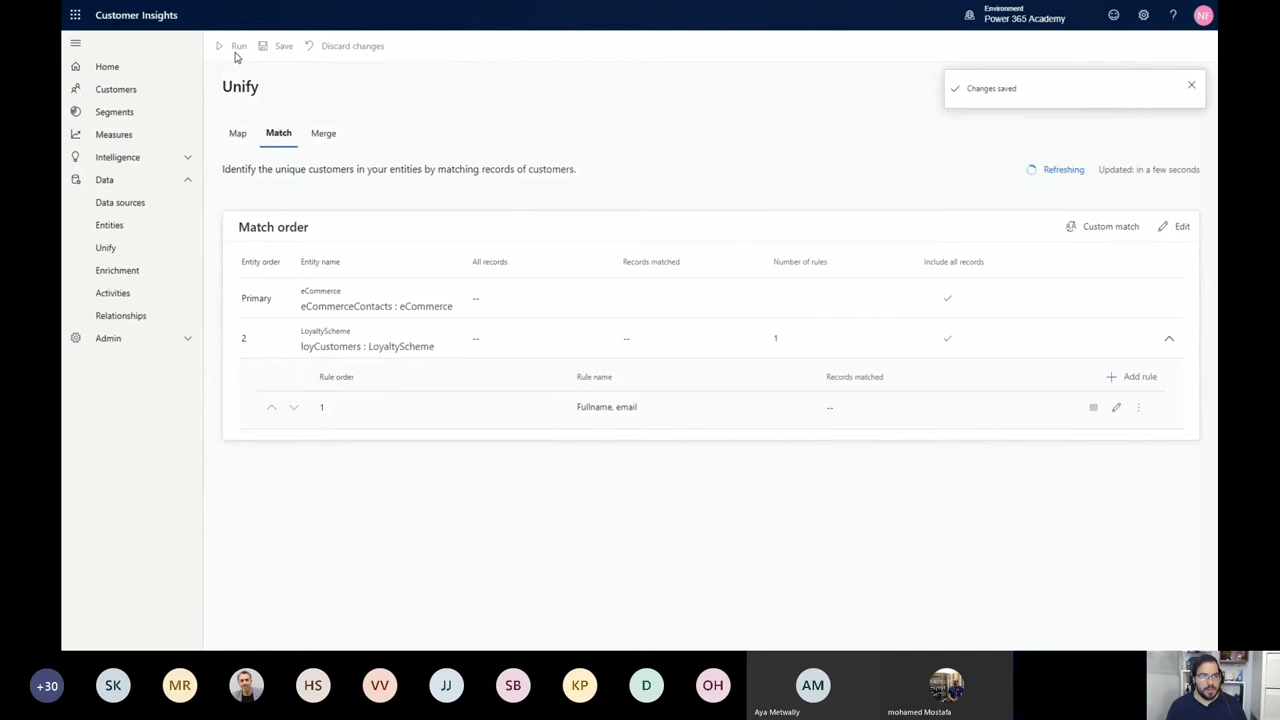 Customer Insights
Environment
Power 365 Academy
NF
Run
Save
Discard changes
Home
Customers
Segments
Measures
Intelligence
Data
Data sources
Entities
Unify
Enrichment
Activities
Relationships
Admin
Unify
Changes saved
Map
Match
Merge
Identify the unique customers in your entities by matching records of customers.
Refreshing
Updated: in a few seconds
Match order
Custom match
Edit
Entity order
Entity name
All records
Records matched
Number of rules
Include all records
Primary
eCommerce
eCommerceContacts : eCommerce
--
2
LoyaltyScheme
loyCustomers : LoyaltyScheme
--
--
1
Rule order
Rule name
Records matched
Add rule
1
Fullname, email
--
+30
SK
MR
HS
VV
JJ
SB
KP
D
OH
AM
Aya Metwally
mohamed Mostafa